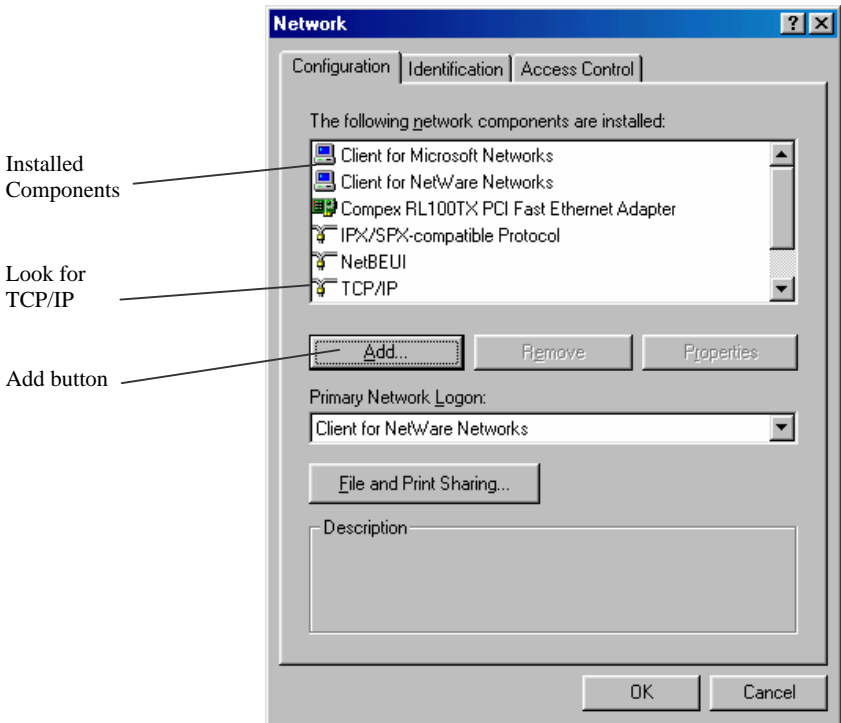 Network
Configuration
Identification
Access Control
The following network components are installed:
Installed
Components
Client for Microsoft Networks
Client for NetWare Networks
Compex RL100TX PCI Fast Ethernet Adapter
IPX/SPX-compatible Protocol
NetBEUI
TCP/IP
Look for
TCP/IP
Add button
Add...
Remove
Properties
Primary Network Logon:
Client for NetWare Networks
File and Print Sharing...
Description
OK
Cancel